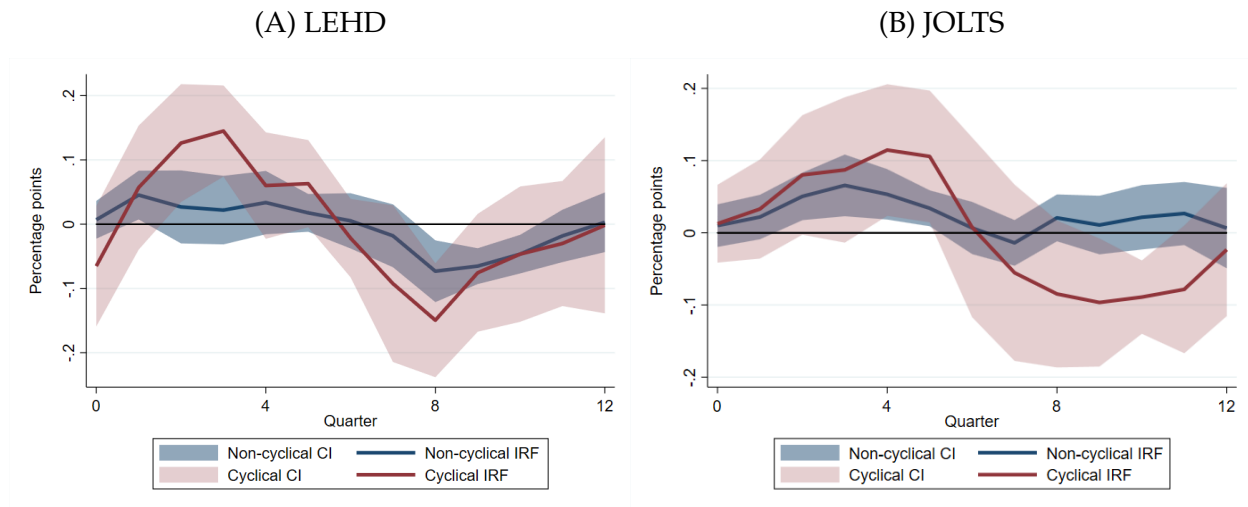 (A) LEHD
Percentage points
.2
.1
0
-.1
-.2
0 4 8 12
Quarter
Non-cyclical CI Non-cyclical IRF
Cyclical CI Cyclical IRF
(B) JOLTS
Percentage points
.2
.1
0
-.1
-.2
0 4 8 12
Quarter
Non-cyclical CI Non-cyclical IRF
Cyclical CI Cyclical IRF